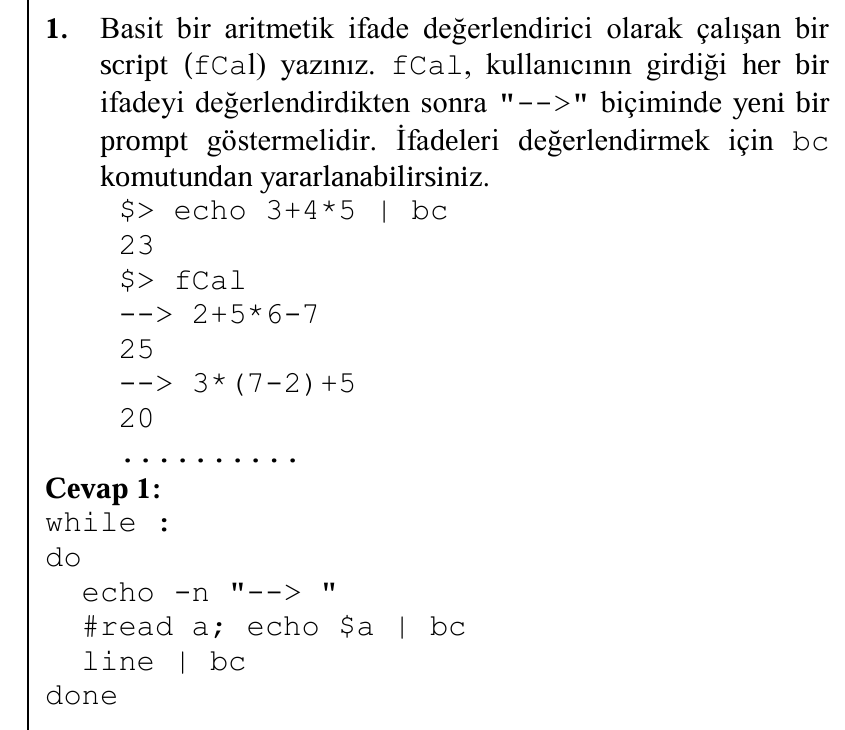 1. Basit bir aritmetik ifade değerlendirici olarak çalışan bir
script (fCal) yazınız. fCal, kullanıcının girdiği her bir
ifadeyi değerlendirdikten sonra "-->" biçiminde yeni bir
prompt göstermelidir. İfadeleri değerlendirmek için bc
komutundan yararlanabilirsiniz.
$> echo 3+4*5 | bc
23
$> fCal
--> 2+5*6-7
25
--> 3*(7-2)+5
20
..........
Cevap 1:
while :
do
echo -n "--> "
#read a; echo $a | bc
line | bc
done